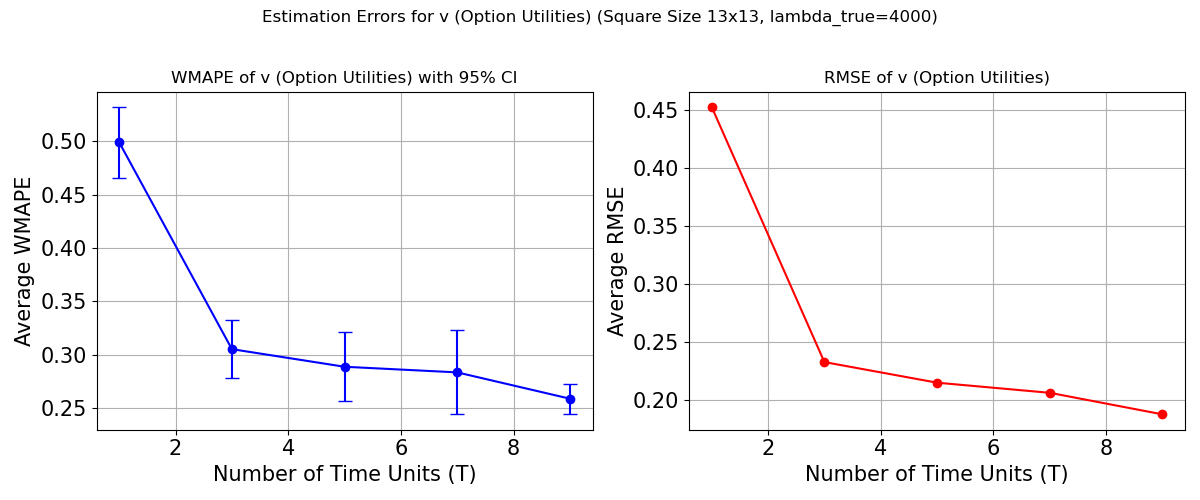 Estimation Errors for v (Option Utilities) (Square Size 13x13, lambda_true=4000)
WMAPE of v (Option Utilities) with 95% CI
Average WMAPE
0.50
0.45
0.40
0.35
0.30
0.25
2 4 6 8
Number of Time Units (T)
RMSE of v (Option Utilities)
Average RMSE
0.45
0.40
0.35
0.30
0.25
0.20
2 4 6 8
Number of Time Units (T)